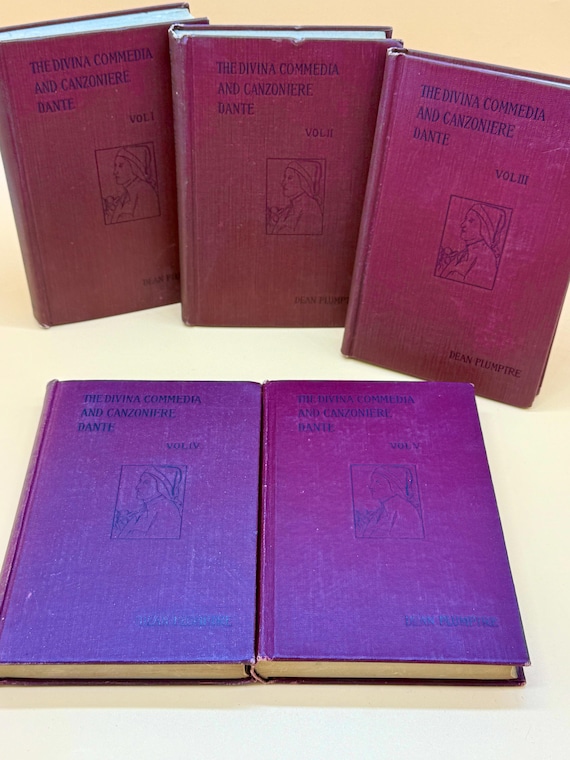 THE DIVINA COMMEDIA
AND CANZONIERE
DANTE
VOL. I
DEAN PLUMPTRE
THE DIVINA COMMEDIA
AND CANZONIERE
DANTE
VOL. II
DEAN PLUMPTRE
THE DIVINA COMMEDIA
AND CANZONIERE
DANTE
VOL. III
DEAN PLUMPTRE
THE DIVINA COMMEDIA
AND CANZONIERE
DANTE
VOL. IV.
DEAN PLUMPTRE
THE DIVINA COMMEDIA
AND CANZONIERE
DANTE
VOL. V.
DEAN PLUMPTRE